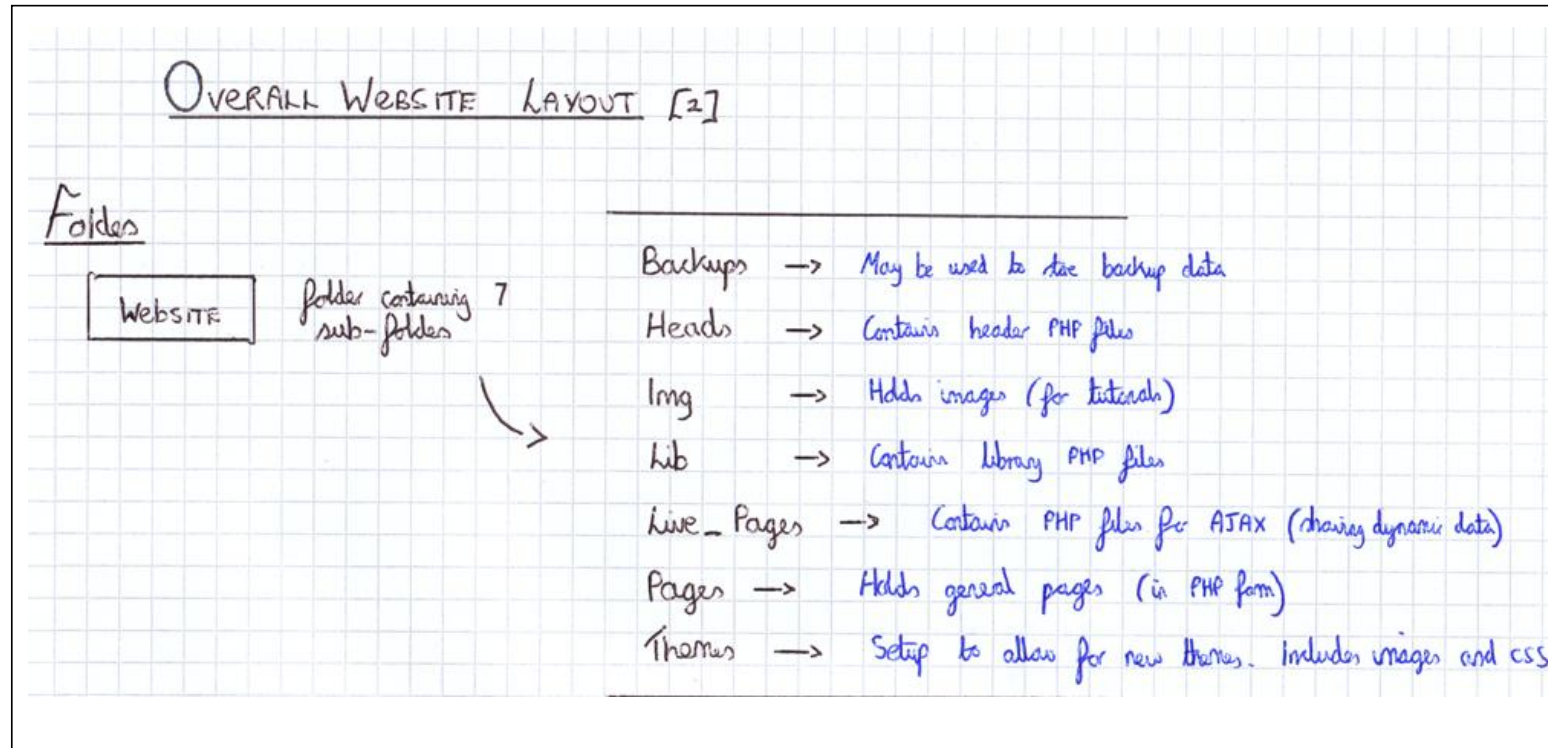 OVERALL WEBSITE LAYOUT [2]
Folders
WEBSITE
folder containing 7
sub-folders
Backups -> May be used to store backup data
Heads -> Contains header PHP files
Img -> Holds images (for tutorials)
Lib -> Contains library PHP files
Live_Pages -> Contains PHP files for AJAX (sharing dynamic data)
Pages -> Holds general pages (in PHP form)
Themes -> Setup to allow for new themes. includes images and css